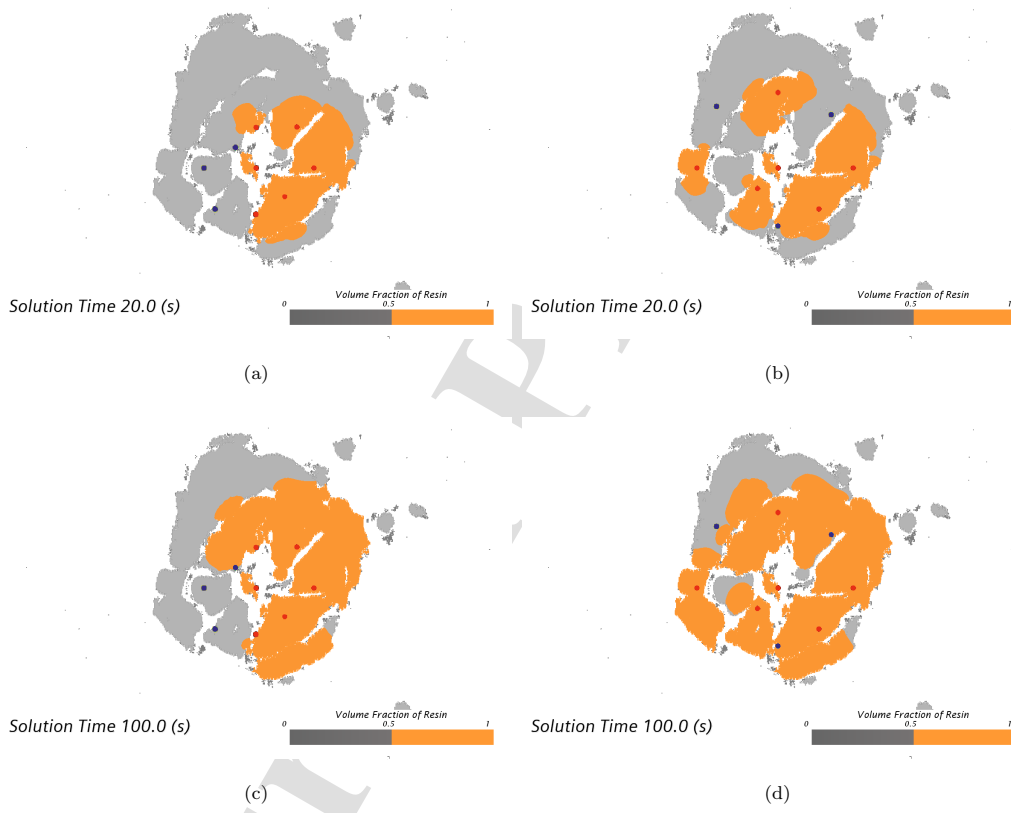 Volume Fraction of Resin
0 0.5 1
Solution Time 20.0 (s)
(a)
Volume Fraction of Resin
0 0.5 1
Solution Time 20.0 (s)
(b)
Volume Fraction of Resin
0 0.5 1
Solution Time 100.0 (s)
(c)
Volume Fraction of Resin
0 0.5 1
Solution Time 100.0 (s)
(d)